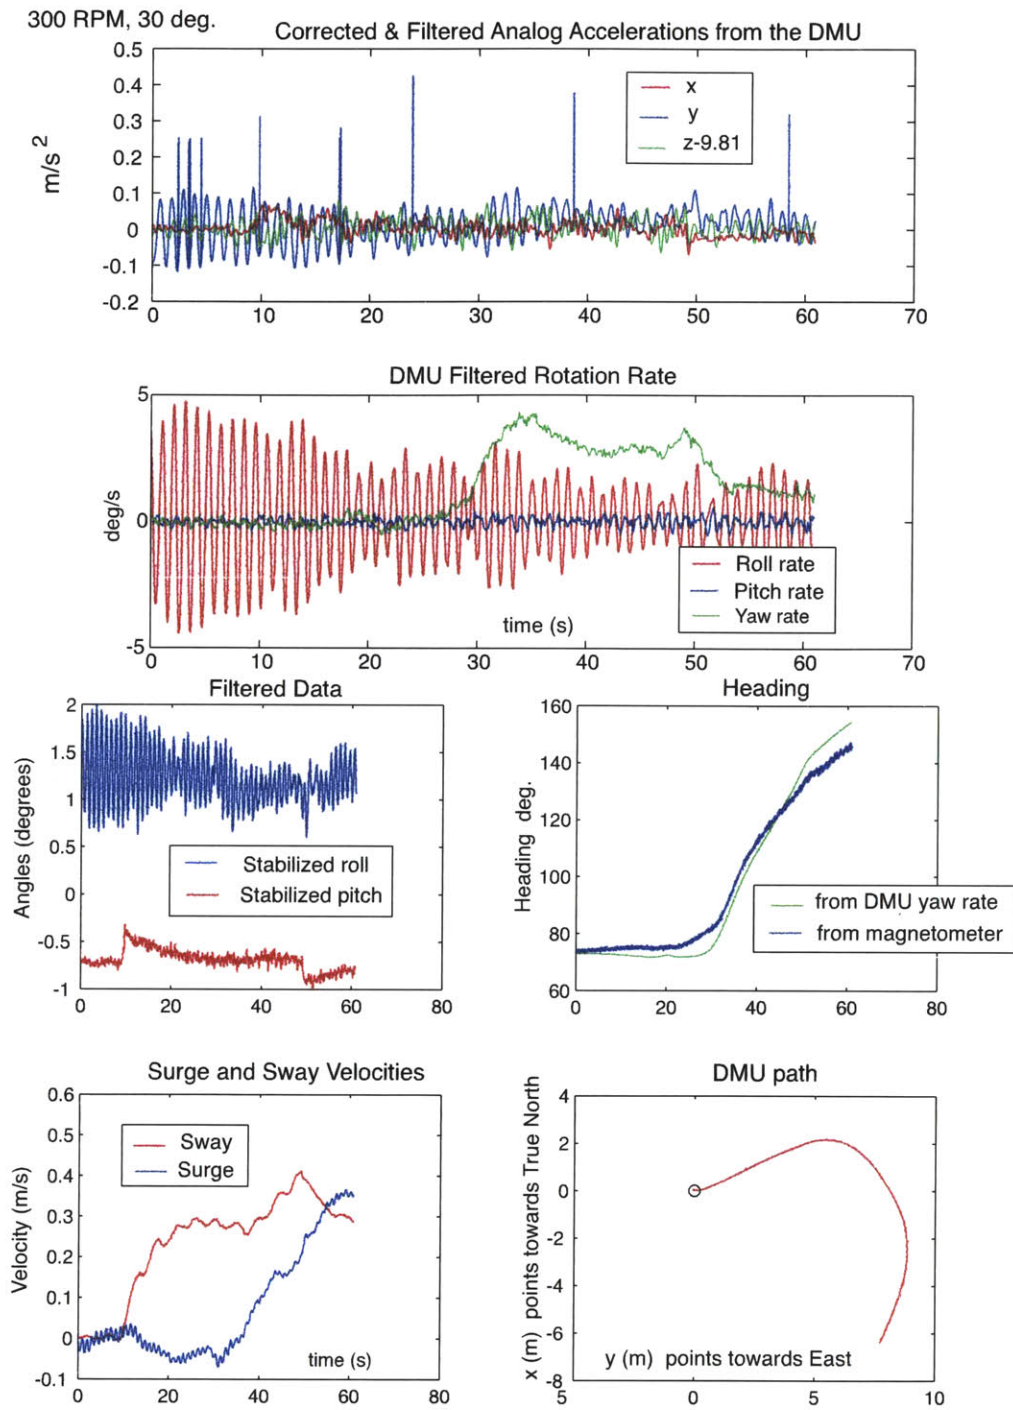 300 RPM, 30 deg.
Corrected & Filtered Analog Accelerations from the DMU
0.5
0.4
0.3
0.2
0.1
0
-0.1
-0.2
m/s²
x
y
z-9.81
0 10 20 30 40 50 60 70
DMU Filtered Rotation Rate
5
0
-5
deg/s
Roll rate
Pitch rate
Yaw rate
time (s)
0 10 20 30 40 50 60 70
Filtered Data
2
1.5
1
0.5
0
-0.5
-1
Angles (degrees)
Stabilized roll
Stabilized pitch
0 20 40 60 80
Heading
160
140
120
100
80
60
Heading deg.
from DMU yaw rate
from magnetometer
0 20 40 60 80
Surge and Sway Velocities
0.6
0.5
0.4
0.3
0.2
0.1
0
-0.1
Velocity (m/s)
Sway
Surge
time (s)
0 20 40 60 80
DMU path
4
2
0
-2
-4
-6
-8
x (m) points towards True North
y (m) points towards East
5 0 5 10